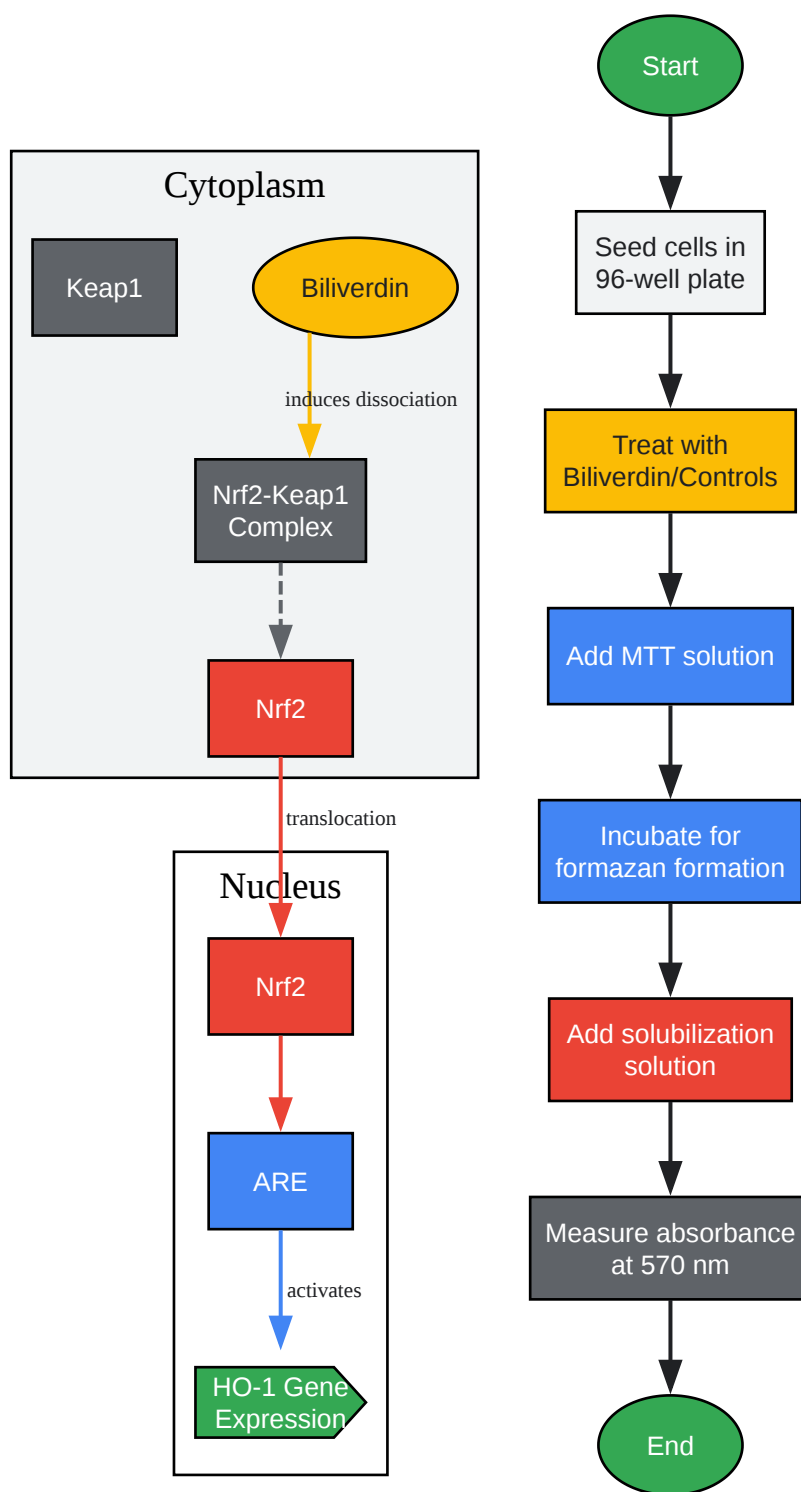 Cytoplasm
Keap1
Biliverdin
induces dissociation
Nrf2-Keap1
Complex
Nrf2
translocation
Nucleus
Nrf2
ARE
activates
HO-1 Gene
Expression
Start
Seed cells in
96-well plate
Treat with
Biliverdin/Controls
Add MTT solution
Incubate for
formazan formation
Add solubilization
solution
Measure absorbance
at 570 nm
End